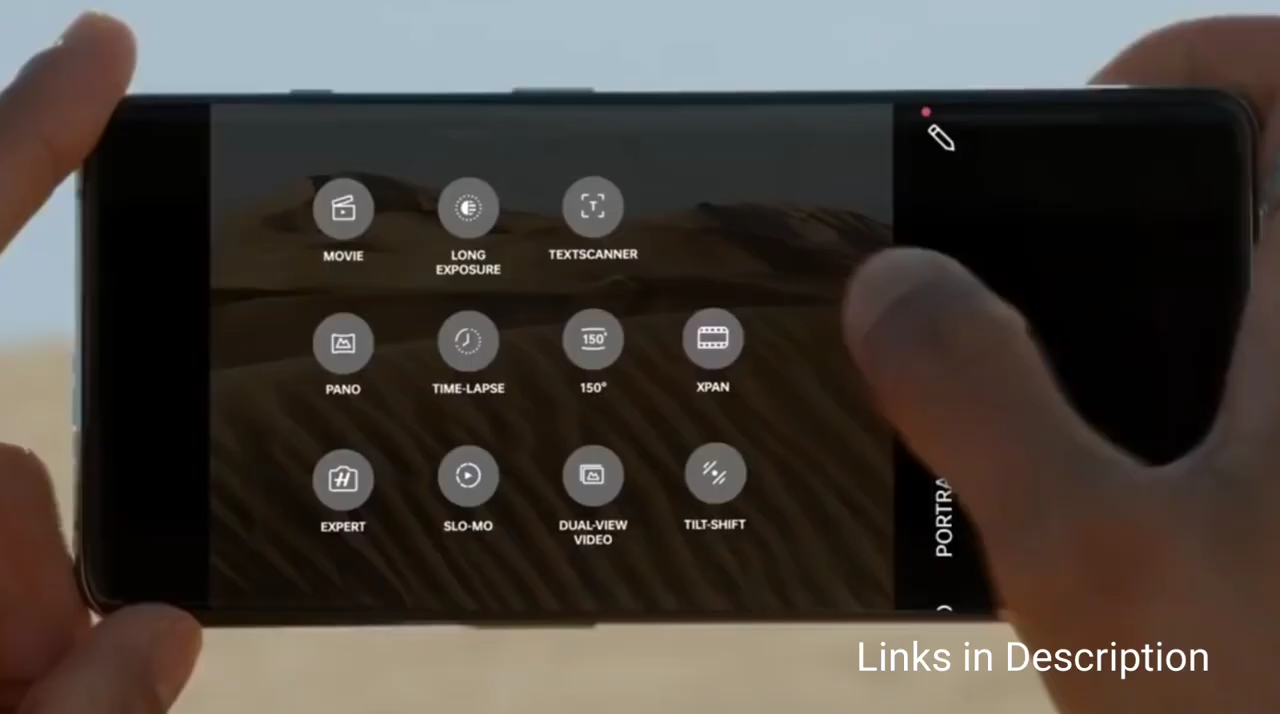 MOVIE
LONG
EXPOSURE
TEXTSCANNER
T
PANO
TIME-LAPSE
150°
150°
XPAN
H
EXPERT
SLO-MO
DUAL-VIEW
VIDEO
TILT-SHIFT
PORTRA
Links in Description